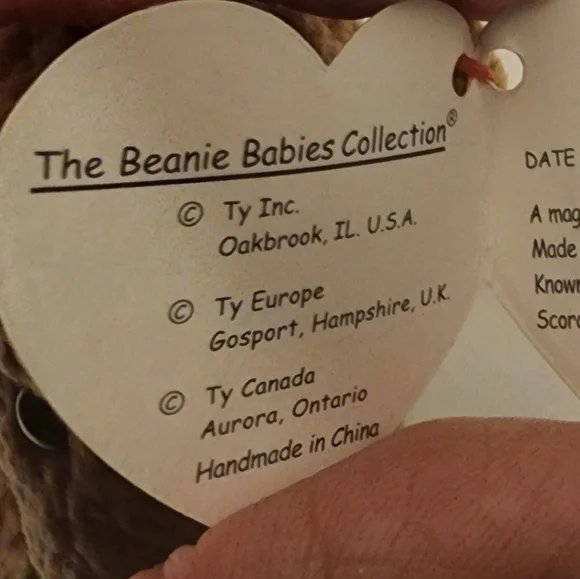 The Beanie Babies Collection®
© Ty Inc.
Oakbrook, IL. U.S.A.
© Ty Europe
Gosport, Hampshire, U.K.
© Ty Canada
Aurora, Ontario
Handmade in China
DATE
A mag
Made
Known
Scorc